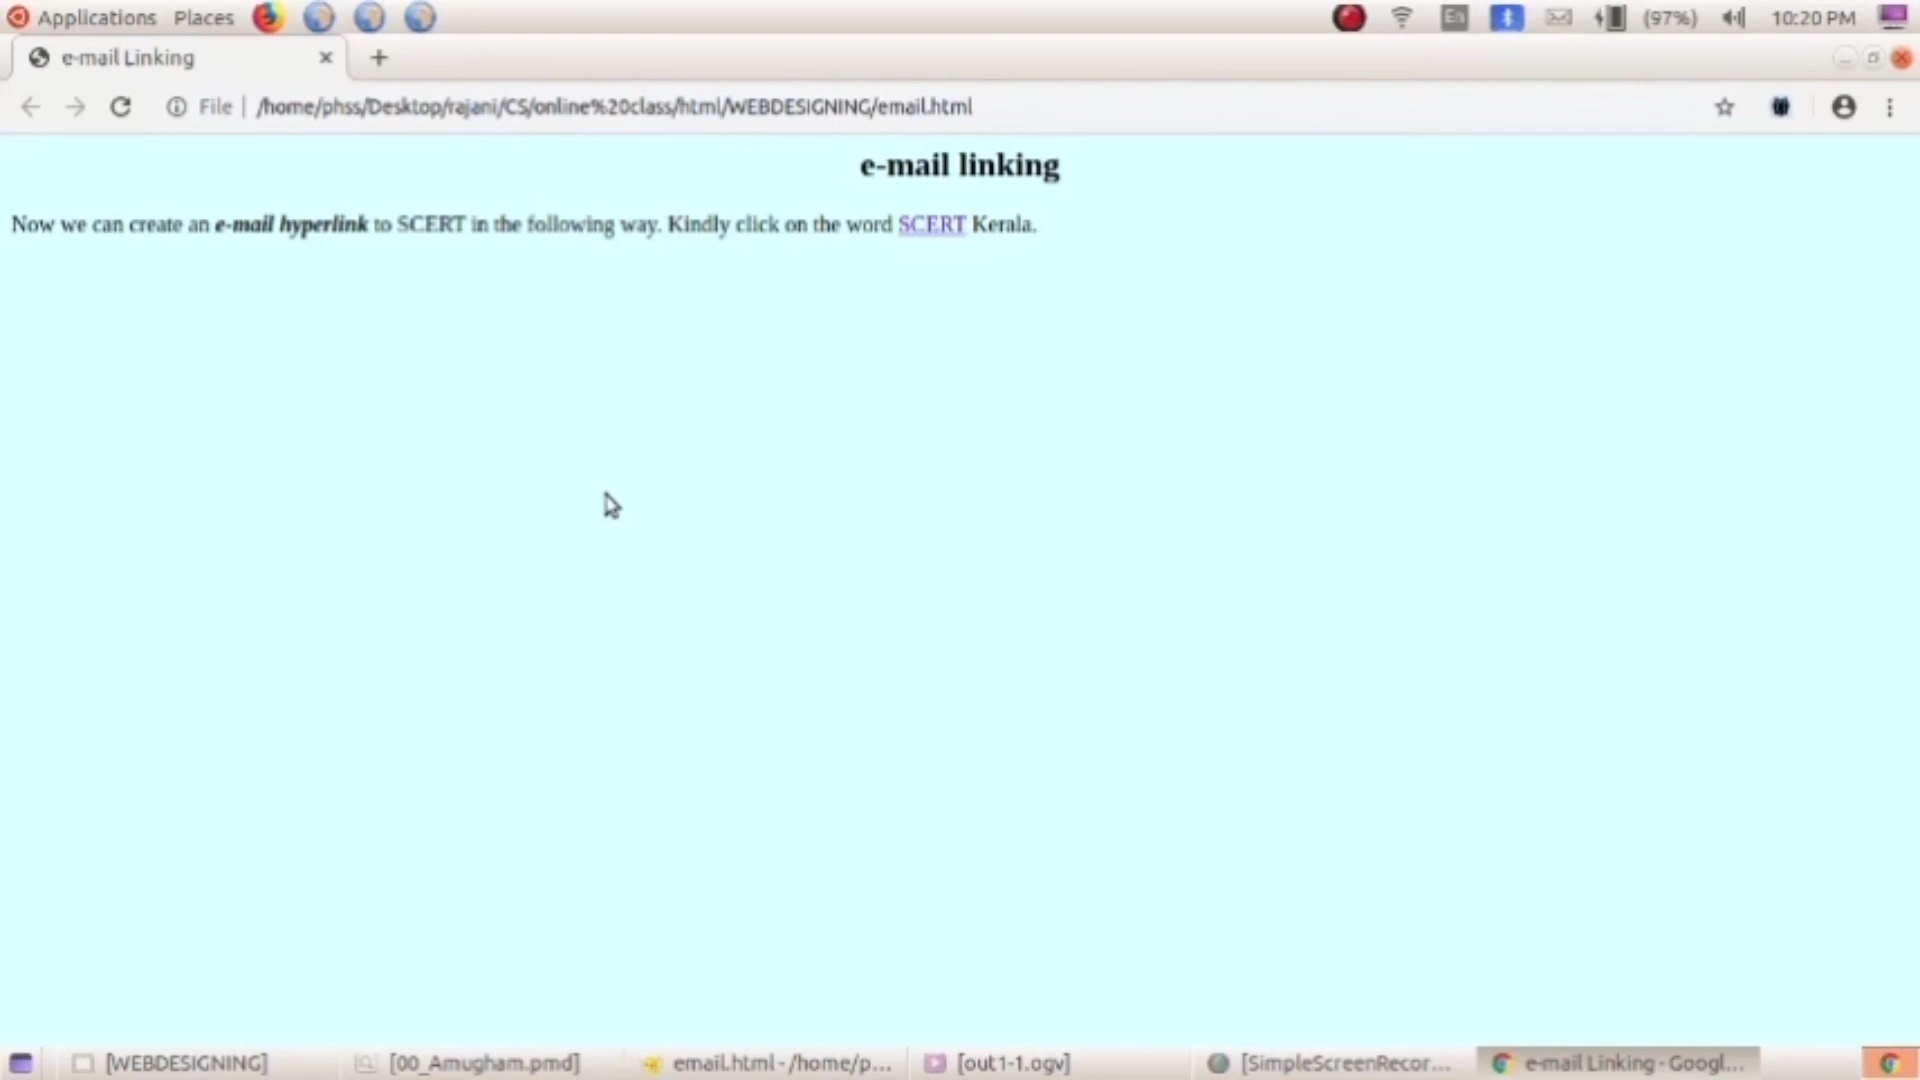 Applications Places En (97%) 10:20 PM
e-mail Linking
File | /home/phss/Desktop/rajani/CS/online%20class/html/WEBDESIGNING/email.html
e-mail linking
Now we can create an e-mail hyperlink to SCERT in the following way. Kindly click on the word SCERT Kerala.
[WEBDESIGNING] [00_Amugham.pmd] email.html - /home/p... [out1-1.ogv] [SimpleScreenRecor... e-mail Linking - Googl...